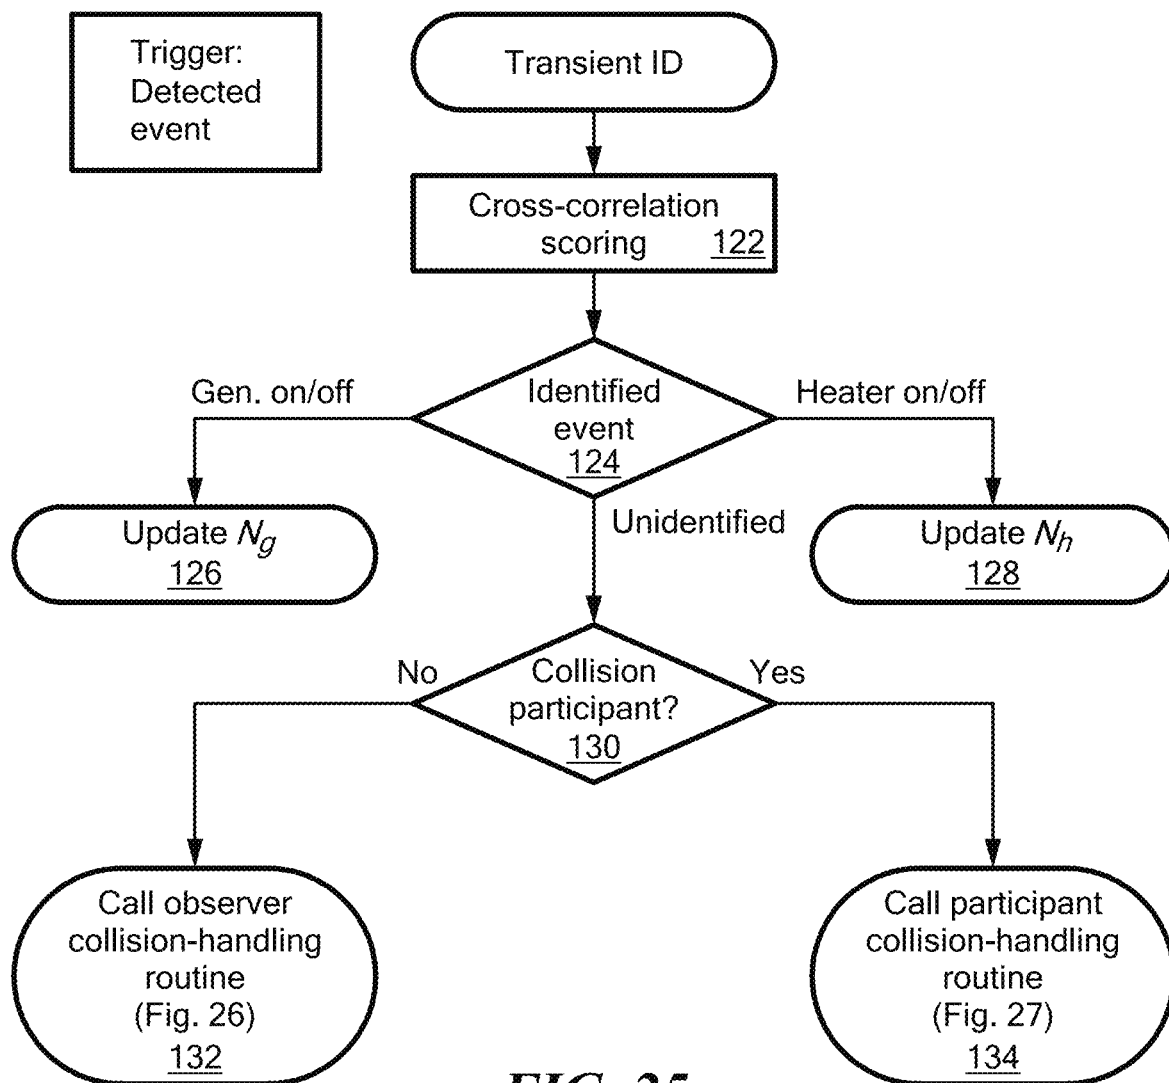 Trigger:
Detected
event
Transient ID
Cross-correlation
scoring 122
Identified
event
124
Gen. on/off
Heater on/off
Update Ng
126
Unidentified
Update Nh
128
Collision
participant?
130
No
Yes
Call observer
collision-handling
routine
(Fig. 26)
132
Call participant
collision-handling
routine
(Fig. 27)
134
FIG. 25